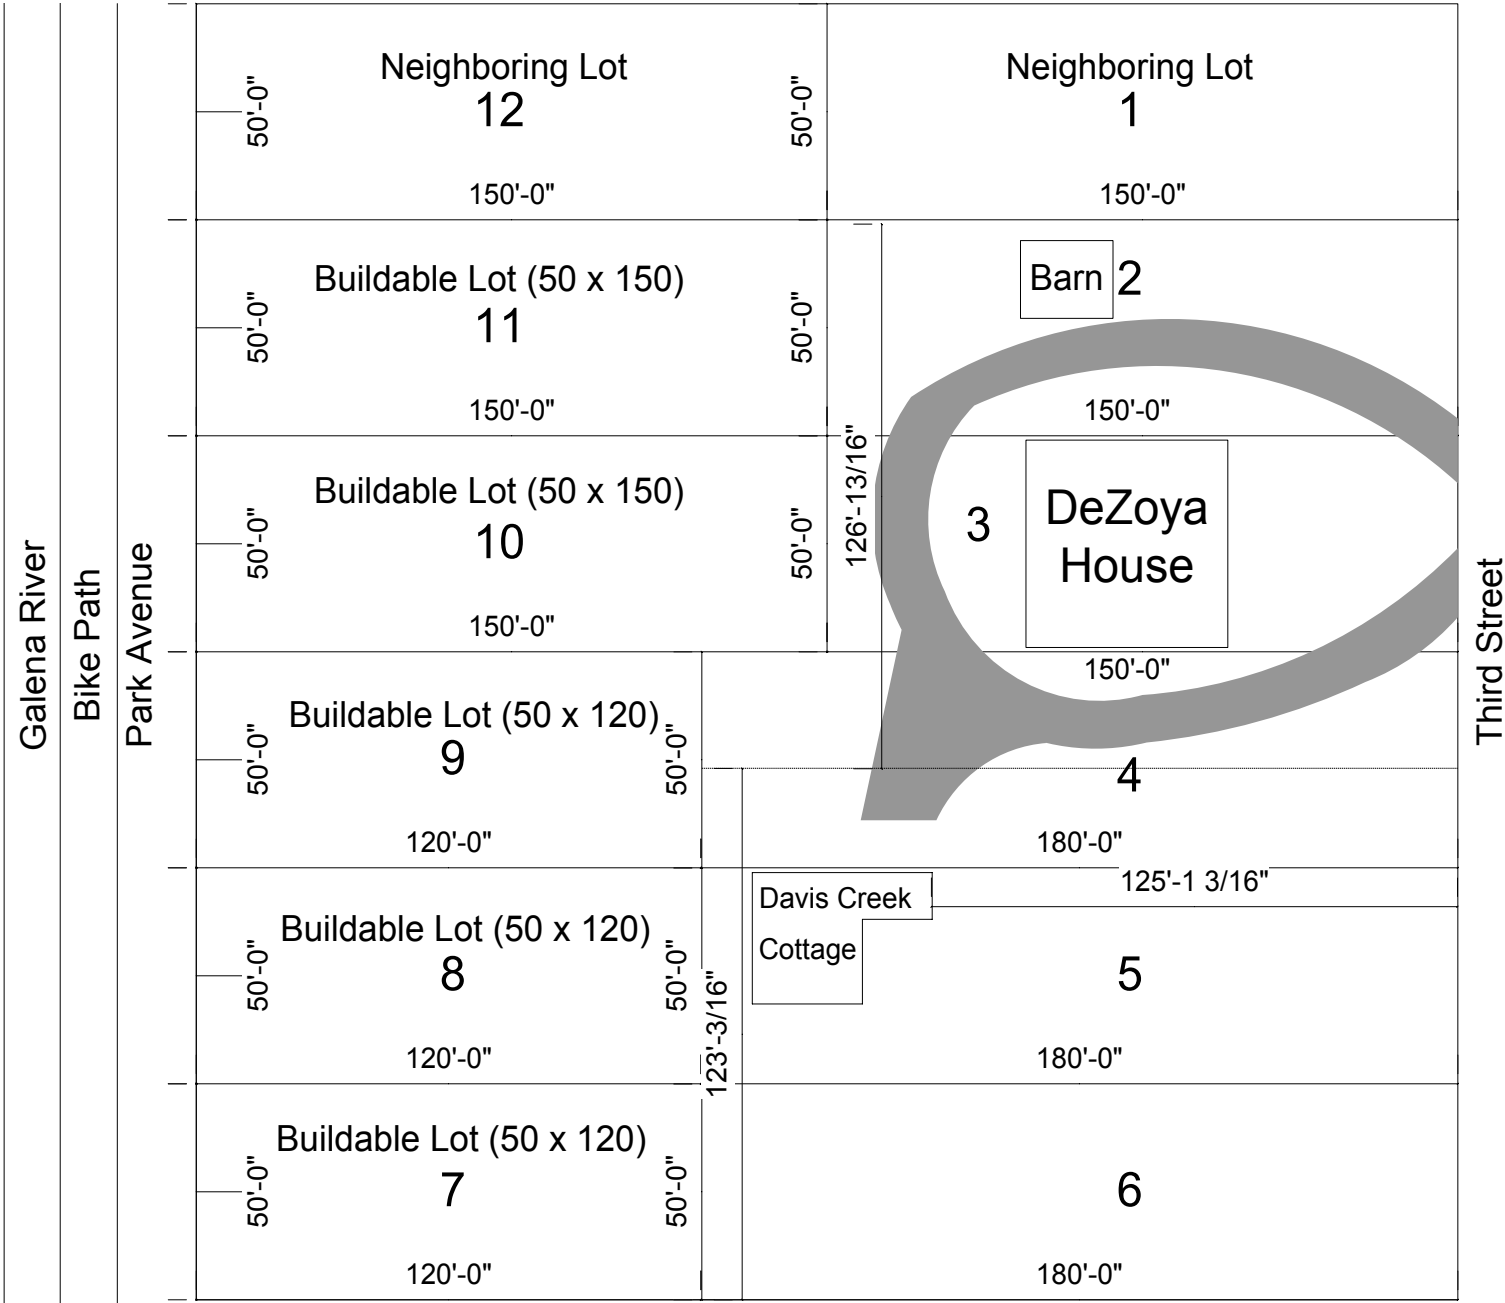 Neighboring Lot
12
50'-0"
50'-0"
150'-0"
Neighboring Lot
1
150'-0"
Buildable Lot (50 x 150)
11
50'-0"
50'-0"
150'-0"
Barn
2
150'-0"
126'-13/16"
Buildable Lot (50 x 150)
10
50'-0"
50'-0"
150'-0"
3
DeZoya
House
150'-0"
Galena River
Bike Path
Park Avenue
Third Street
Buildable Lot (50 x 120)
9
50'-0"
50'-0"
120'-0"
4
180'-0"
125'-1 3/16"
Buildable Lot (50 x 120)
8
50'-0"
50'-0"
120'-0"
123'-3/16"
Davis Creek
Cottage
5
180'-0"
Buildable Lot (50 x 120)
7
50'-0"
50'-0"
120'-0"
6
180'-0"